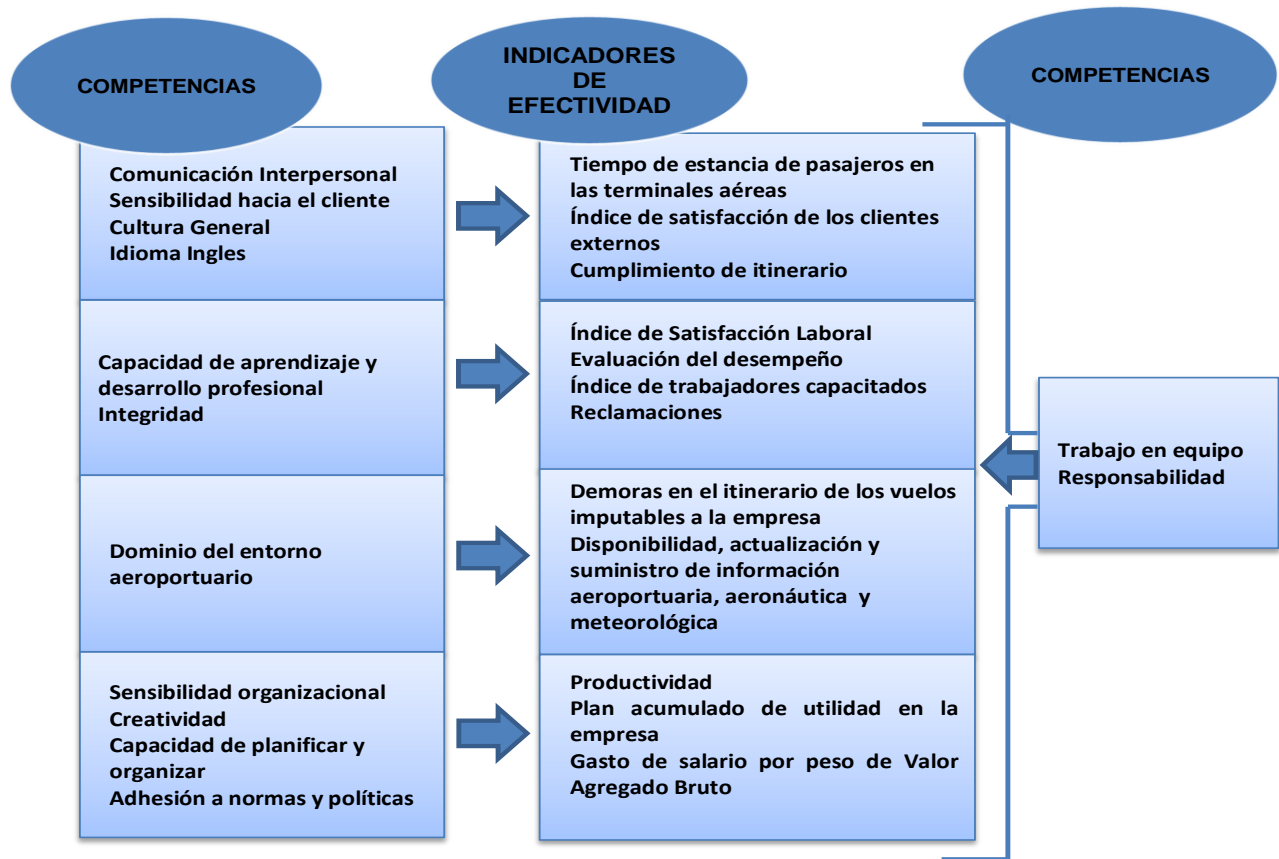 COMPETENCIAS
INDICADORES
DE
EFECTIVIDAD
COMPETENCIAS
Comunicación Interpersonal
Sensibilidad hacia el cliente
Cultura General
Idioma Ingles
Tiempo de estancia de pasajeros en
las terminales aéreas
Índice de satisfacción de los clientes
externos
Cumplimiento de itinerario
Capacidad de aprendizaje y
desarrollo profesional
Integridad
Índice de Satisfacción Laboral
Evaluación del desempeño
Índice de trabajadores capacitados
Reclamaciones
Dominio del entorno
aeroportuario
Demoras en el itinerario de los vuelos
imputables a la empresa
Disponibilidad, actualización y
suministro de información
aeroportuaria, aeronáutica y
meteorológica
Sensibilidad organizacional
Creatividad
Capacidad de planificar y
organizar
Adhesión a normas y políticas
Productividad
Plan acumulado de utilidad en la
empresa
Gasto de salario por peso de Valor
Agregado Bruto
Trabajo en equipo
Responsabilidad